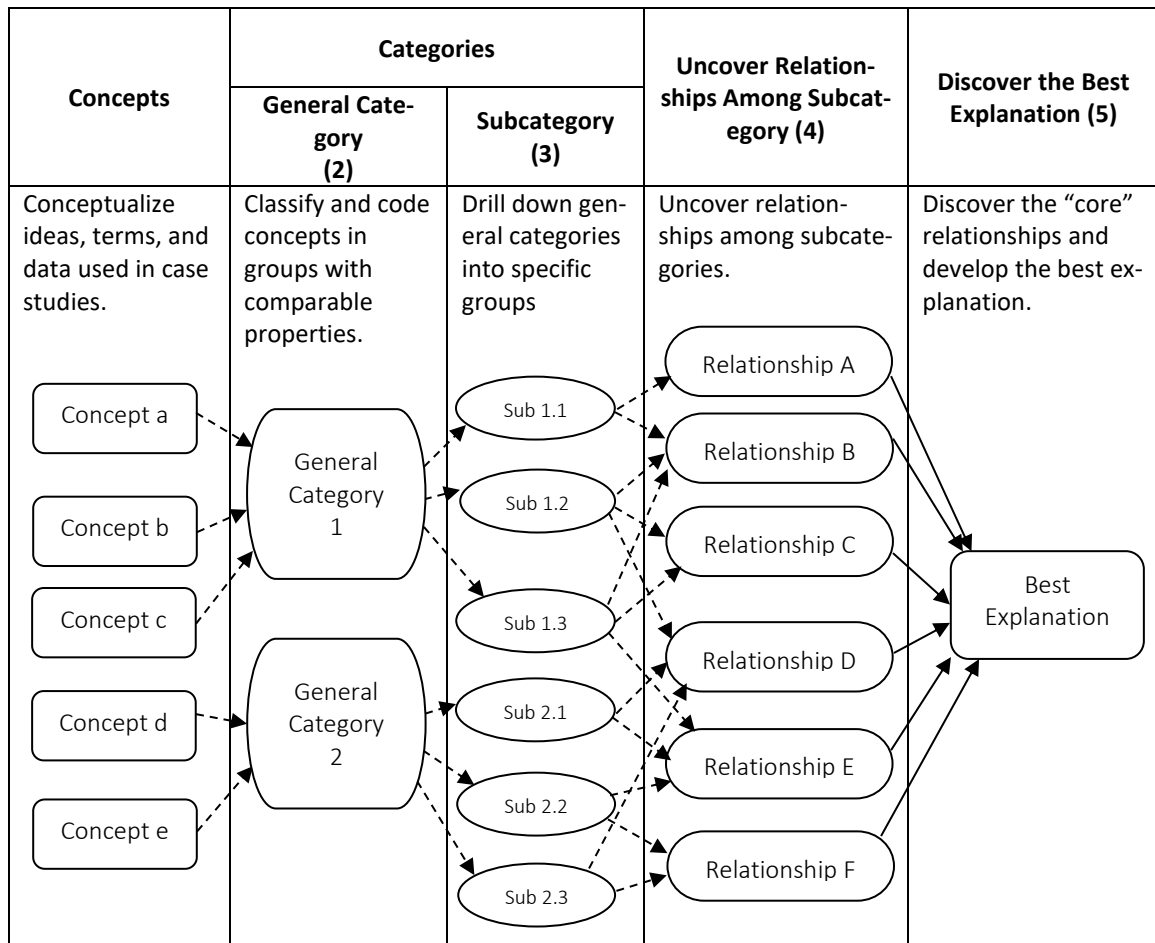 Concepts
Categories
General Cate-
gory
(2)
Subcategory
(3)
Uncover Relation-
ships Among Subcat-
egory (4)
Discover the Best
Explanation (5)
Conceptualize
ideas, terms, and
data used in case
studies.
Classify and code
concepts in
groups with
comparable
properties.
Drill down gen-
eral categories
into specific
groups
Uncover relation-
ships among subcate-
gories.
Discover the “core”
relationships and
develop the best ex-
planation.
Concept a
Concept b
Concept c
Concept d
Concept e
General
Category
1
General
Category
2
Sub 1.1
Sub 1.2
Sub 1.3
Sub 2.1
Sub 2.2
Sub 2.3
Relationship A
Relationship B
Relationship C
Relationship D
Relationship E
Relationship F
Best
Explanation